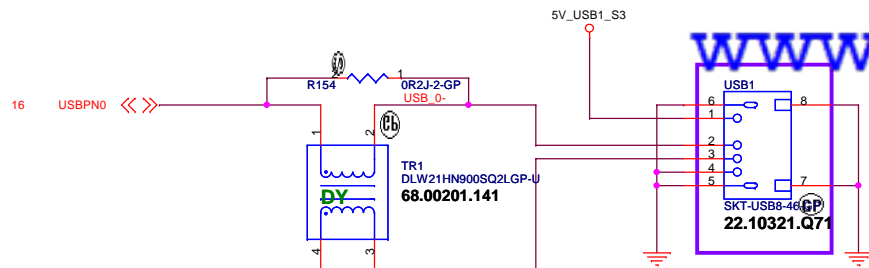 5V_USB1_S3
WWW
2
1
R154
0R2J-2-GP
USB_0-
16
USBPN0
USB1
6
8
1
2
3
4
5
7
1
2
TR1
DLW21HN900SQ2LGP-U
68.00201.141
DY
4
3
SKT-USB8-46-GP
22.10321.Q71